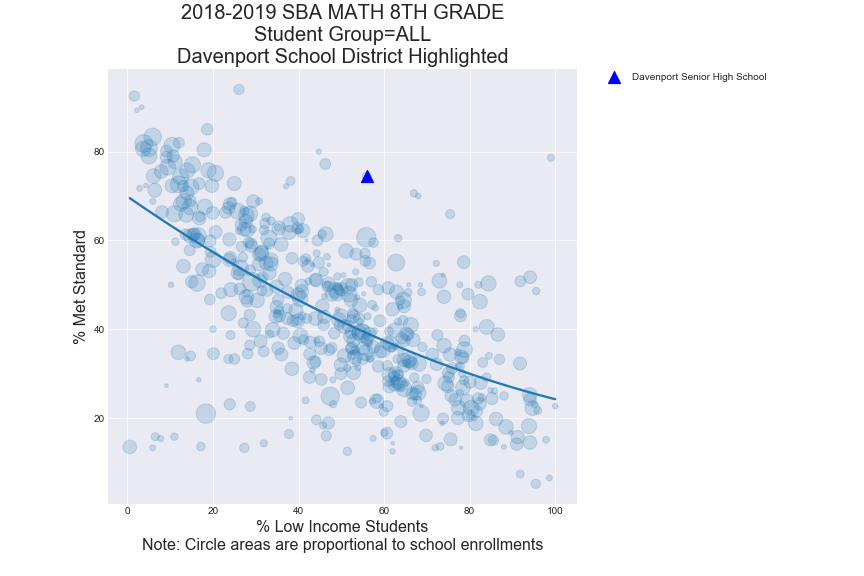 2018-2019 SBA MATH 8TH GRADE
Student Group=ALL
Davenport School District Highlighted
Davenport Senior High School
% Met Standard
80
60
40
20
0 20 40 60 80 100
% Low Income Students
Note: Circle areas are proportional to school enrollments